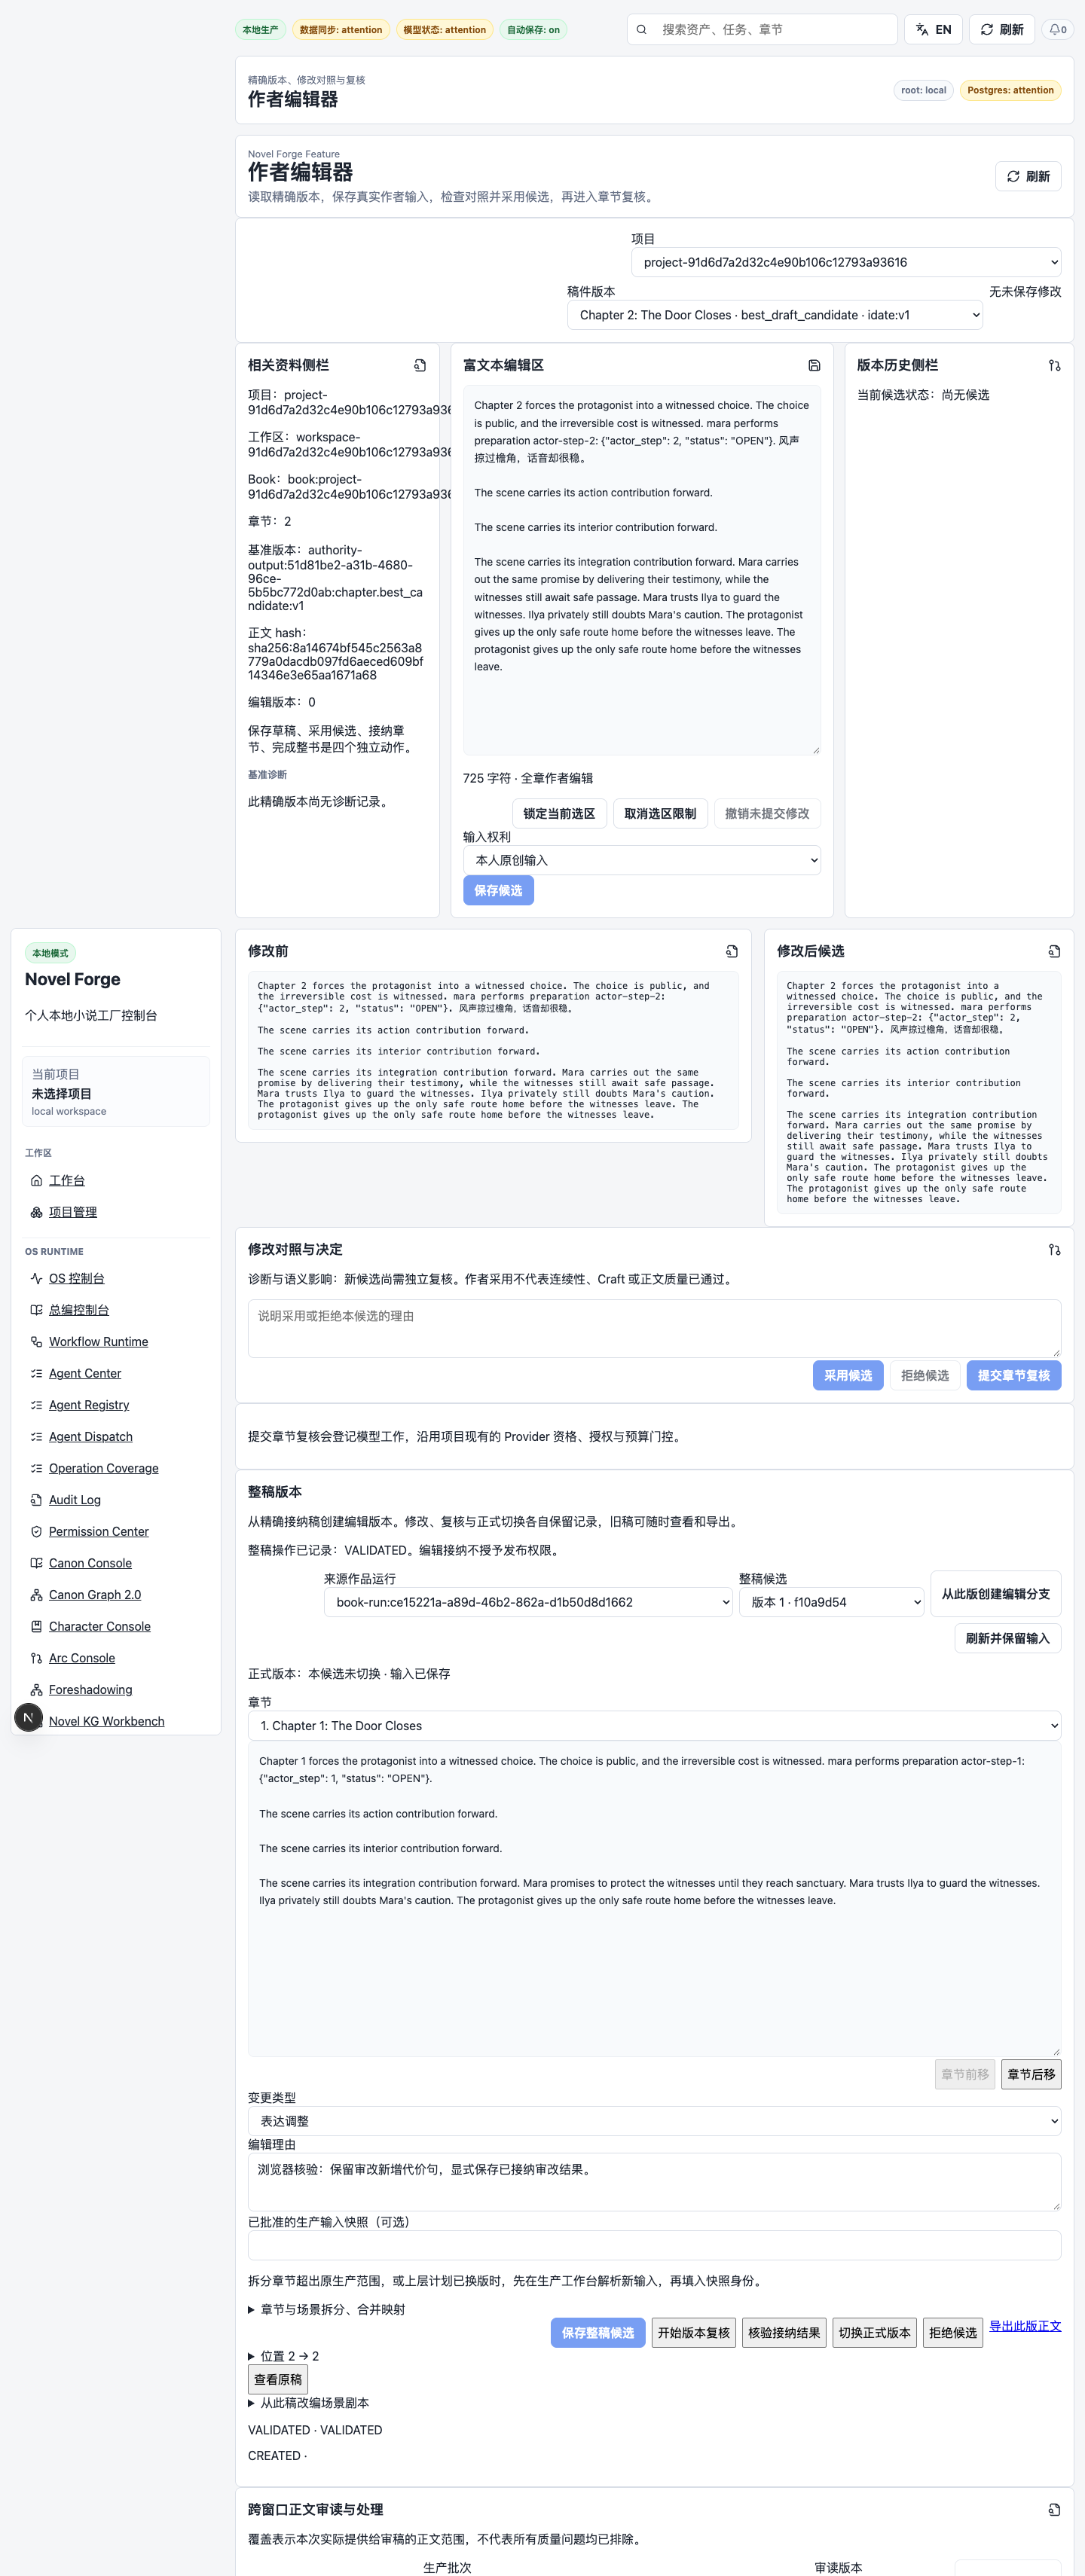 本地生产
数据同步: attention
模型状态: attention
自动保存: on
搜索资产、任务、章节
EN
刷新
0
精确版本、修改对照与复核
作者编辑器
root: local
Postgres: attention
Novel Forge Feature
作者编辑器
读取精确版本，保存真实作者输入，检查对照并采用候选，再进入章节复核。
刷新
项目
project-91d6d7a2d32c4e90b106c12793a93616
稿件版本
Chapter 2: The Door Closes · best_draft_candidate · idate:v1
无未保存修改
相关资料侧栏
项目：project-
91d6d7a2d32c4e90b106c12793a936
工作区：workspace-
91d6d7a2d32c4e90b106c12793a936
Book：book:project-
91d6d7a2d32c4e90b106c12793a936
章节：2
基准版本：authority-
output:51d81be2-a31b-4680-
96ce-
5b5bc772d0ab:chapter.best_ca
ndidate:v1
正文 hash：
sha256:8a14674bf545c2563a8
779a0dacdb097fd6aeced609bf
14346e3e65aa1671a68
编辑版本：0
保存草稿、采用候选、接纳章
节、完成整书是四个独立动作。
基准诊断
此精确版本尚无诊断记录。
富文本编辑区
Chapter 2 forces the protagonist into a witnessed choice. The choice
is public, and the irreversible cost is witnessed. mara performs
preparation actor-step-2: {"actor_step": 2, "status": "OPEN"}. 风声
掠过檐角，话音却很稳。
The scene carries its action contribution forward.
The scene carries its interior contribution forward.
The scene carries its integration contribution forward. Mara carries
out the same promise by delivering their testimony, while the
witnesses still await safe passage. Mara trusts Ilya to guard the
witnesses. Ilya privately still doubts Mara's caution. The protagonist
gives up the only safe route home before the witnesses leave. The
protagonist gives up the only safe route home before the witnesses
leave.
725 字符 · 全章作者编辑
锁定当前选区
取消选区限制
撤销未提交修改
输入权利
本人原创输入
保存候选
版本历史侧栏
当前候选状态：尚无候选
本地模式
Novel Forge
个人本地小说工厂控制台
当前项目
未选择项目
local workspace
工作区
工作台
项目管理
OS RUNTIME
OS 控制台
总编控制台
Workflow Runtime
Agent Center
Agent Registry
Agent Dispatch
Operation Coverage
Audit Log
Permission Center
Canon Console
Canon Graph 2.0
Character Console
Arc Console
Foreshadowing
Novel KG Workbench
N
修改前
Chapter 2 forces the protagonist into a witnessed choice. The choice is public, and
the irreversible cost is witnessed. mara performs preparation actor-step-2:
{"actor_step": 2, "status": "OPEN"}. 风声掠过檐角，话音却很稳。
The scene carries its action contribution forward.
The scene carries its interior contribution forward.
The scene carries its integration contribution forward. Mara carries out the same
promise by delivering their testimony, while the witnesses still await safe passage.
Mara trusts Ilya to guard the witnesses. Ilya privately still doubts Mara's caution.
The protagonist gives up the only safe route home before the witnesses leave. The
protagonist gives up the only safe route home before the witnesses leave.
修改后候选
Chapter 2 forces the protagonist into a
witnessed choice. The choice is public, and the
irreversible cost is witnessed. mara performs
preparation actor-step-2: {"actor_step": 2,
"status": "OPEN"}. 风声掠过檐角，话音却很稳。
The scene carries its action contribution
forward.
The scene carries its interior contribution
forward.
The scene carries its integration contribution
forward. Mara carries out the same promise by
delivering their testimony, while the witnesses
still await safe passage. Mara trusts Ilya to
guard the witnesses. Ilya privately still doubts
Mara's caution. The protagonist gives up the
only safe route home before the witnesses leave.
The protagonist gives up the only safe route
home before the witnesses leave.
修改对照与决定
诊断与语义影响：新候选尚需独立复核。作者采用不代表连续性、Craft 或正文质量已通过。
说明采用或拒绝本候选的理由
采用候选
拒绝候选
提交章节复核
提交章节复核会登记模型工作，沿用项目现有的 Provider 资格、授权与预算门控。
整稿版本
从精确接纳稿创建编辑版本。修改、复核与正式切换各自保留记录，旧稿可随时查看和导出。
整稿操作已记录：VALIDATED。编辑接纳不授予发布权限。
来源作品运行
book-run:ce15221a-a89d-46b2-862a-d1b50d8d1662
整稿候选
版本 1 · f10a9d54
从此版创建编辑分支
刷新并保留输入
正式版本：本候选未切换 · 输入已保存
章节
1. Chapter 1: The Door Closes
Chapter 1 forces the protagonist into a witnessed choice. The choice is public, and the irreversible cost is witnessed. mara performs preparation actor-step-1:
{"actor_step": 1, "status": "OPEN"}.
The scene carries its action contribution forward.
The scene carries its interior contribution forward.
The scene carries its integration contribution forward. Mara promises to protect the witnesses until they reach sanctuary. Mara trusts Ilya to guard the witnesses.
Ilya privately still doubts Mara's caution. The protagonist gives up the only safe route home before the witnesses leave.
章节前移
章节后移
变更类型
表达调整
编辑理由
浏览器核验：保留审改新增代价句，显式保存已接纳审改结果。
已批准的生产输入快照（可选）
拆分章节超出原生产范围，或上层计划已换版时，先在生产工作台解析新输入，再填入快照身份。
章节与场景拆分、合并映射
保存整稿候选
开始版本复核
核验接纳结果
切换正式版本
拒绝候选
导出此版正文
位置 2 → 2
查看原稿
从此稿改编场景剧本
VALIDATED · VALIDATED
CREATED ·
跨窗口正文审读与处理
覆盖表示本次实际提供给审稿的正文范围，不代表所有质量问题均已排除。
生产批次
审读版本